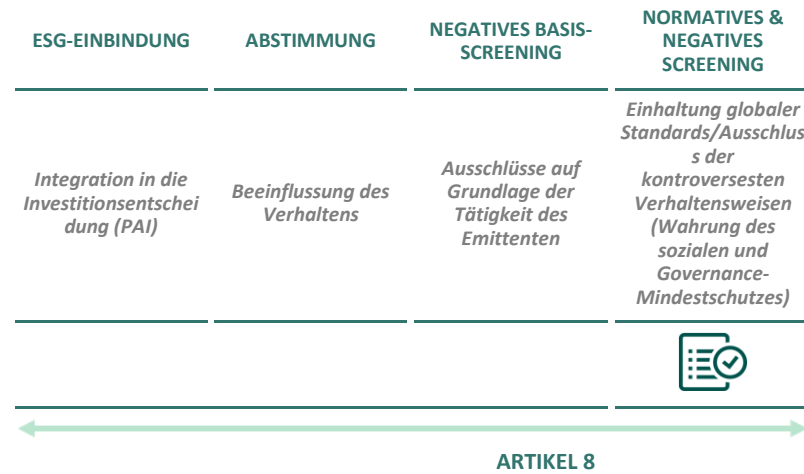 ESG-EINBINDUNG
ABSTIMMUNG
NEGATIVES BASIS-
SCREENING
NORMATIVES &
NEGATIVES
SCREENING
Integration in die
Investitionsentschei
dung (PAI)
Beeinflussung des
Verhaltens
Ausschlüsse auf
Grundlage der
Tätigkeit des
Emittenten
Einhaltung globaler
Standards/Ausschlus
s der
kontroversesten
Verhaltensweisen
(Wahrung des
sozialen und
Governance-
Mindestschutzes)
ARTIKEL 8